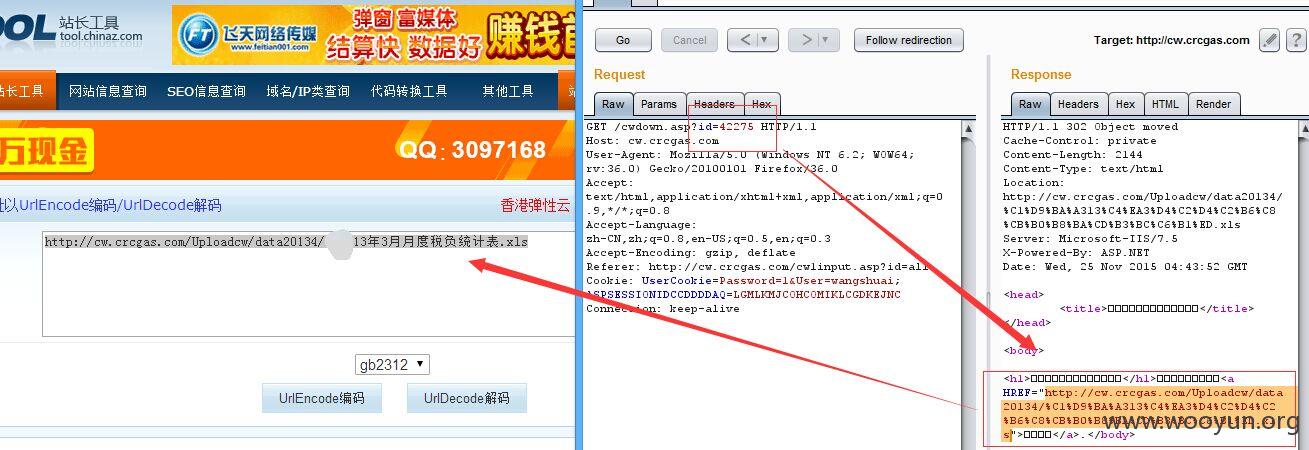 OOL 站长工具
tool.chinaz.com
飞天网络传媒
www.feitian001.com
弹窗 富媒体
结算快 数据好
赚钱首
站长工具 网站信息查询 SEO信息查询 域名/IP类查询 代码转换工具 其他工具 站
万现金
QQ: 3097168
址以UrlEncode编码/UrlDecode解码
香港弹性云
http://cw.crcgas.com/Uploadcw/data20134/
13年3月月度税负统计表.xls
gb2312
UrlEncode编码 UrlDecode解码
Go Cancel < > Follow redirection Target: http://cw.crcgas.com ?
Request
Raw Params Headers Hex
GET /cwdown.asp?id=42275 HTTP/1.1
Host: cw.crcgas.com
User-Agent: Mozilla/5.0 (Windows NT 6.2; WOW64;
rv:36.0) Gecko/20100101 Firefox/36.0
Accept:
text/html,application/xhtml+xml,application/xml;q=0
.9,*/*;q=0.8
Accept-Language:
zh-CN,zh;q=0.8,en-US;q=0.5,en;q=0.3
Accept-Encoding: gzip, deflate
Referer: http://cw.crcgas.com/cwlinput.asp?id=all
Cookie: UserCookie=Password=1&User=wangshuai;
ASPSESSIONIDCCDDDDAQ=LGMLKMJCOHCOMIKLCGDKEJNC
Connection: keep-alive
Response
Raw Headers Hex HTML Render
HTTP/1.1 302 Object moved
Cache-Control: private
Content-Length: 2144
Content-Type: text/html
Location:
http://cw.crcgas.com/Uploadcw/data20134/
%C1%D9%BA%A313%C4%EA3%D4%C2%D4%C2%B6%C8
%CB%B0%B8%BA%CD%B3%BC%C6%B1%ED.xls
Server: Microsoft-IIS/7.5
X-Powered-By: ASP.NET
Date: Wed, 25 Nov 2015 04:43:52 GMT
<head>
<title></title>
</head>
<body>
<h1></h1><a
HREF="http://cw.crcgas.com/Uploadcw/data
20134/%C1%D9%BA%A313%C4%EA3%D4%C2%D4%C2
%B6%C8%CB%B0%B8
s"></a>.</body>
www.wooyun.org